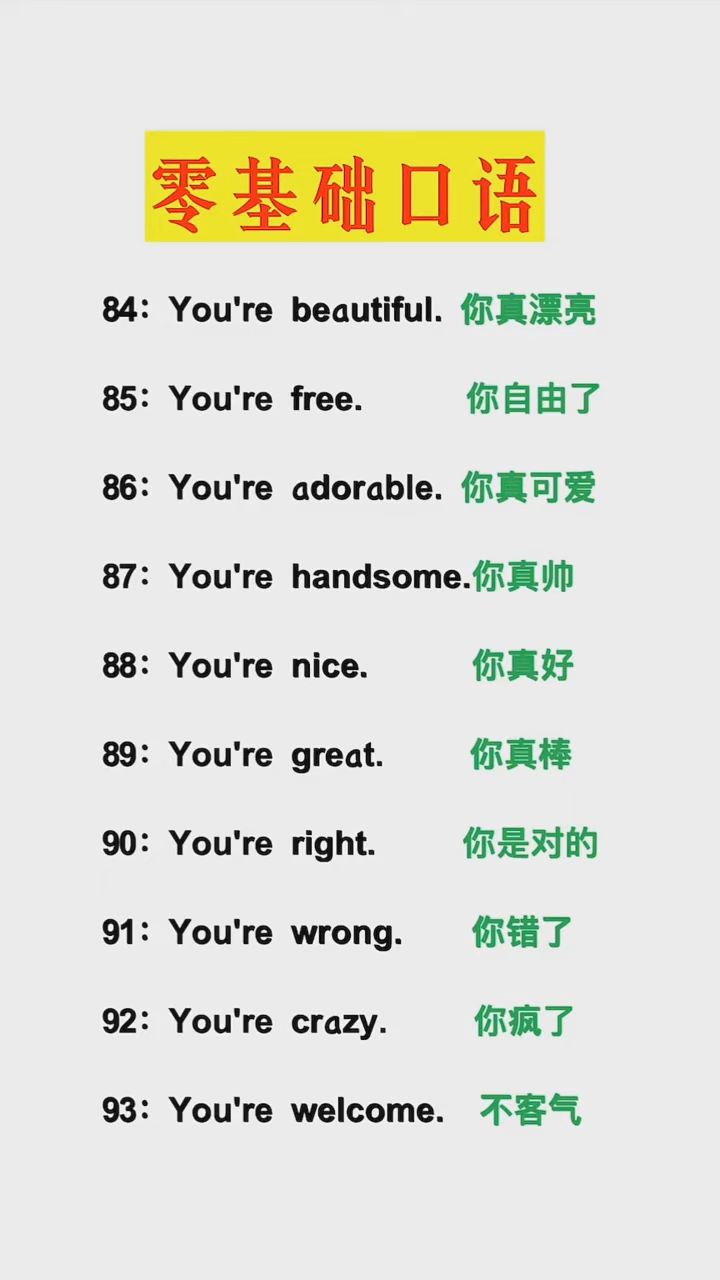 零基础口语
84：You're beautiful. 你真漂亮
85：You're free. 你自由了
86：You're adorable. 你真可爱
87：You're handsome.你真帅
88：You're nice. 你真好
89：You're great. 你真棒
90：You're right. 你是对的
91：You're wrong. 你错了
92：You're crazy. 你疯了
93：You're welcome. 不客气